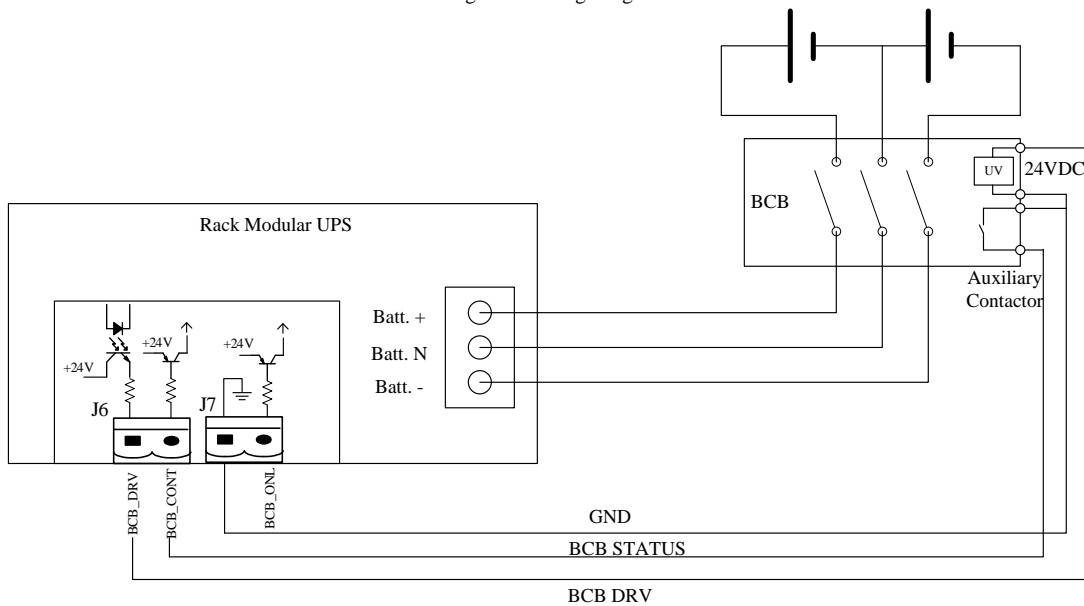 UV
24VDC
BCB
Rack Modular UPS
Auxiliary
Contactor
Batt. +
Batt. N
Batt. -
+24V
+24V
+24V
J6
J7
BCB_DRV
BCB_CONT
BCB_ONL
GND
BCB STATUS
BCB DRV